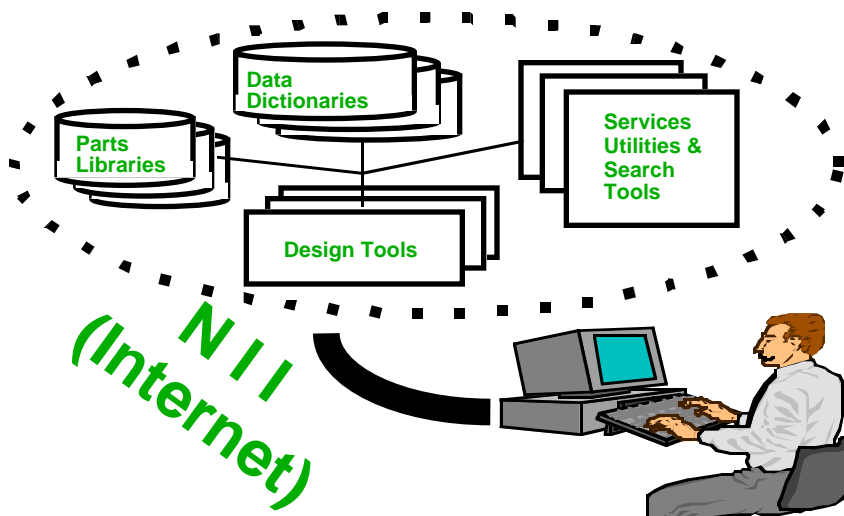 Data
Dictionaries
Parts
Libraries
Services
Utilities &
Search
Tools
Design Tools
N I I
(Internet)